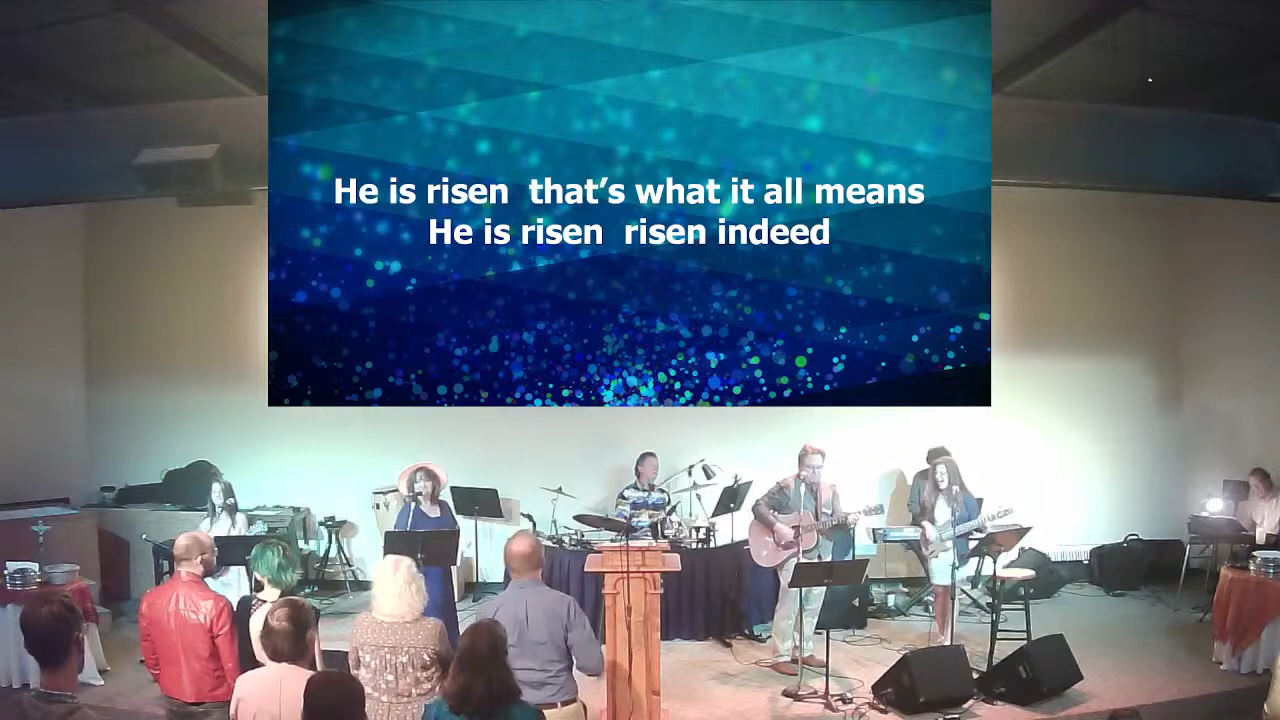 He is risen  that’s what it all means
He is risen  risen indeed